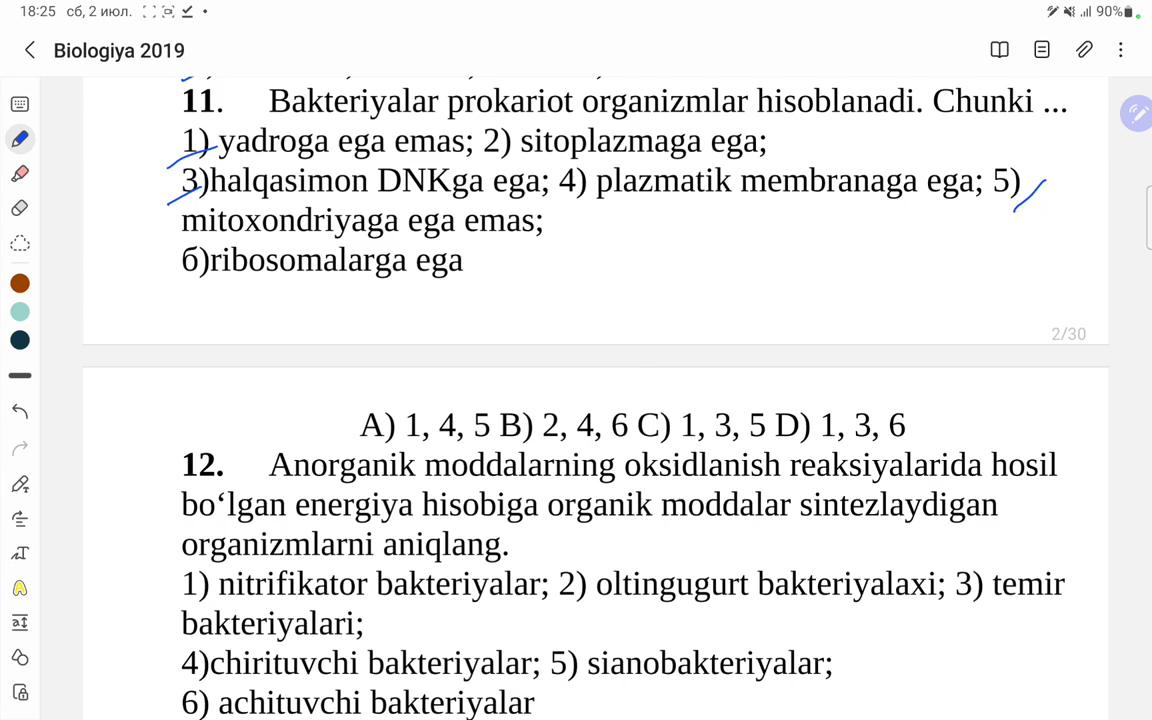 18:25 сб, 2 июл. 90%
Biologiya 2019
11. Bakteriyalar prokariot organizmlar hisoblanadi. Chunki ...
1) yadroga ega emas; 2) sitoplazmaga ega;
3)halqasimon DNKga ega; 4) plazmatik membranaga ega; 5)
mitoxondriyaga ega emas;
б)ribosomalarga ega
2/30
A) 1, 4, 5 B) 2, 4, 6 C) 1, 3, 5 D) 1, 3, 6
12. Anorganik moddalarning oksidlanish reaksiyalarida hosil
bo‘lgan energiya hisobiga organik moddalar sintezlaydigan
organizmlarni aniqlang.
1) nitrifikator bakteriyalar; 2) oltingugurt bakteriyalaxi; 3) temir
bakteriyalari;
4)chirituvchi bakteriyalar; 5) sianobakteriyalar;
6) achituvchi bakteriyalar